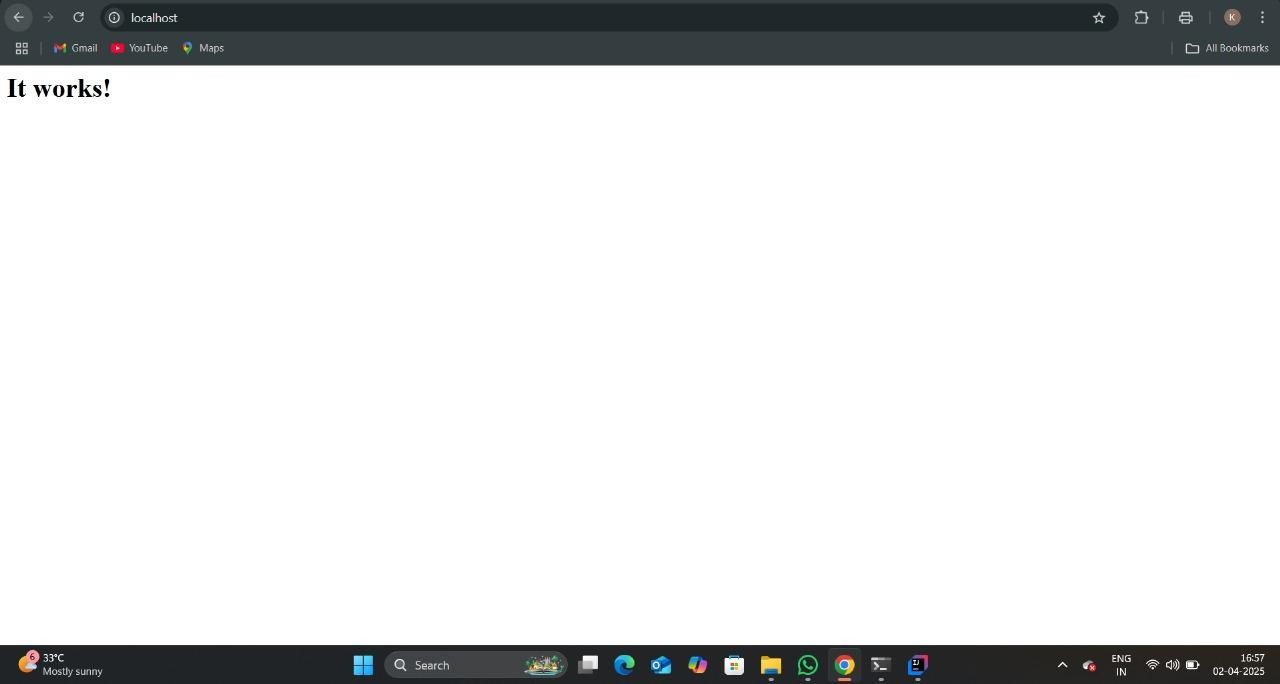 localhost
Gmail YouTube Maps All Bookmarks
K
It works!
6
33°C
Mostly sunny
Search
ENG
IN
16:57
02-04-2025